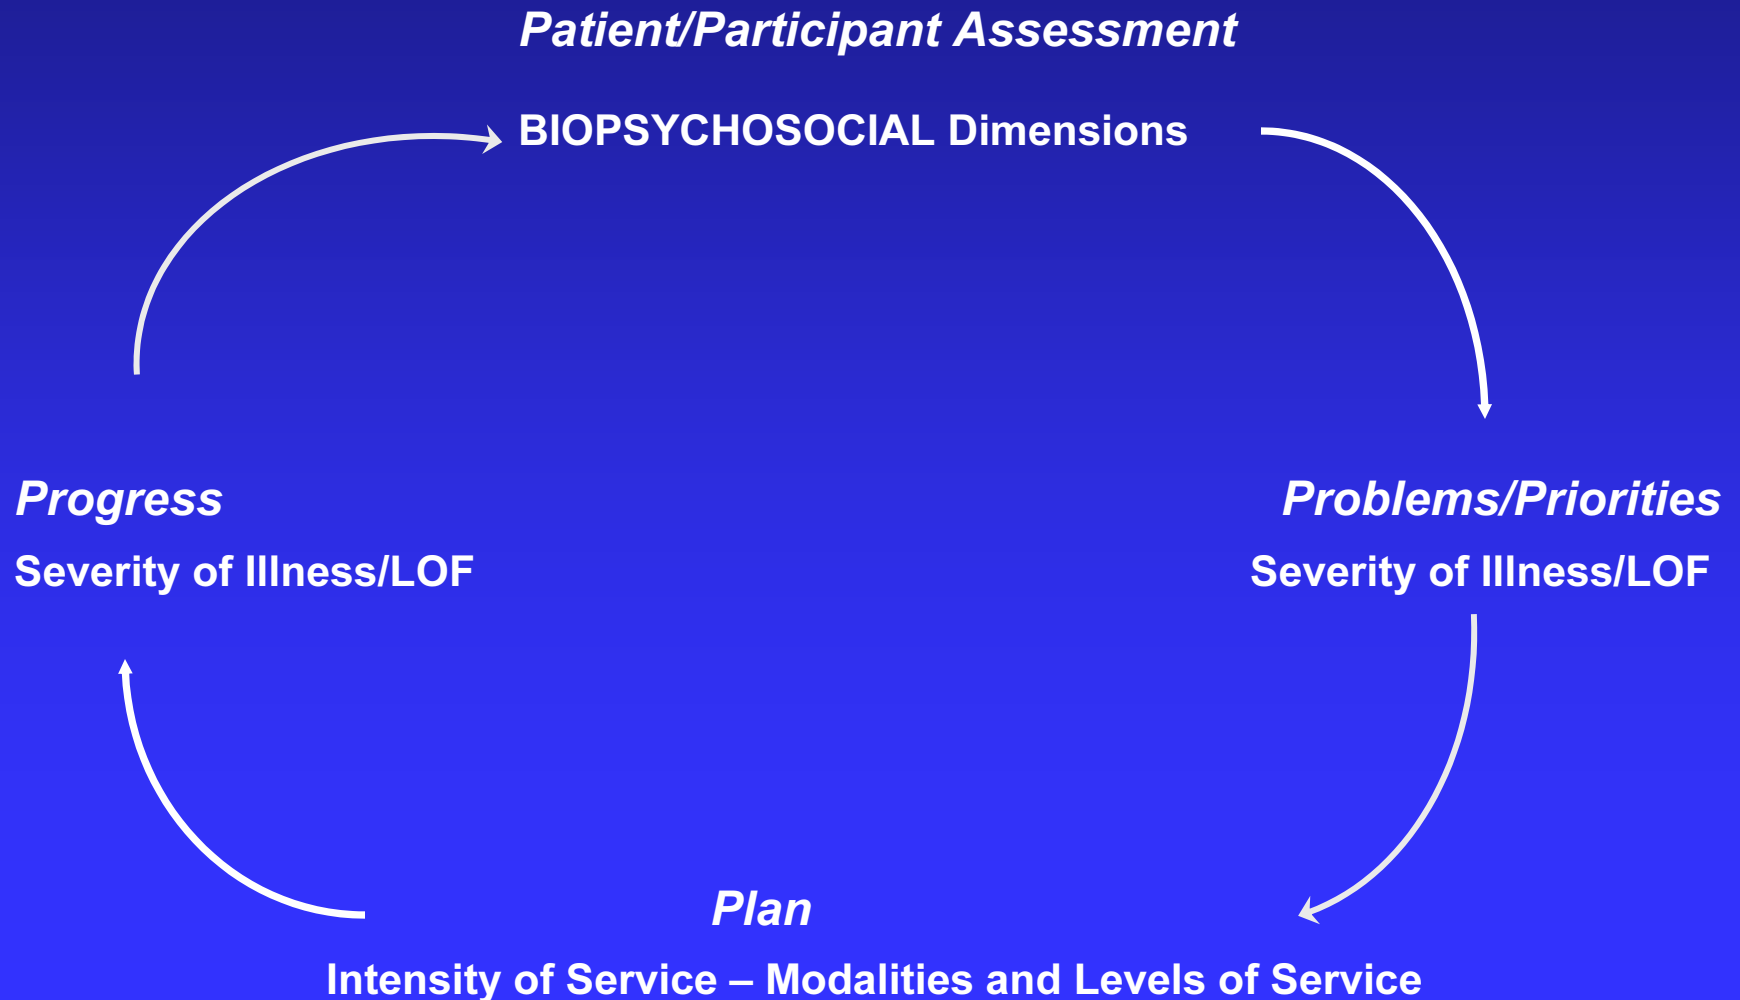 Patient/Participant Assessment
BIOPSYCHOSOCIAL Dimensions
Progress
Severity of Illness/LOF
Problems/Priorities
Severity of Illness/LOF
Plan
Intensity of Service – Modalities and Levels of Service